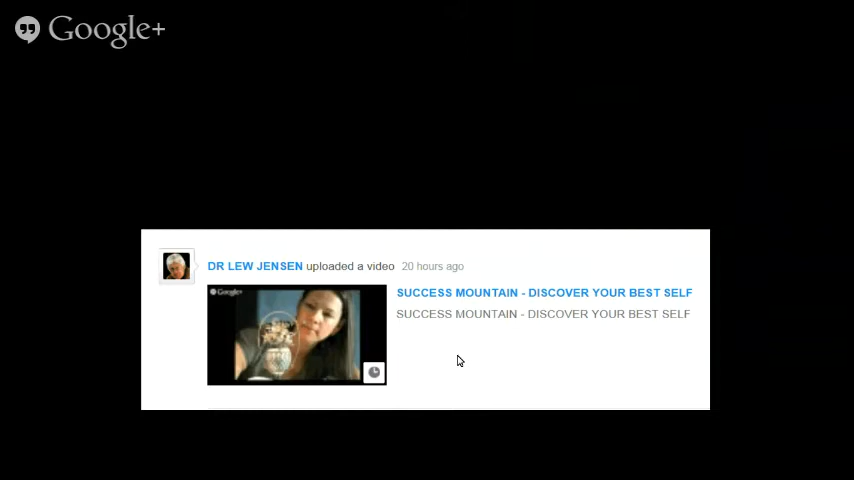 Google+
DR LEW JENSEN uploaded a video 20 hours ago
Google+
SUCCESS MOUNTAIN - DISCOVER YOUR BEST SELF
SUCCESS MOUNTAIN - DISCOVER YOUR BEST SELF